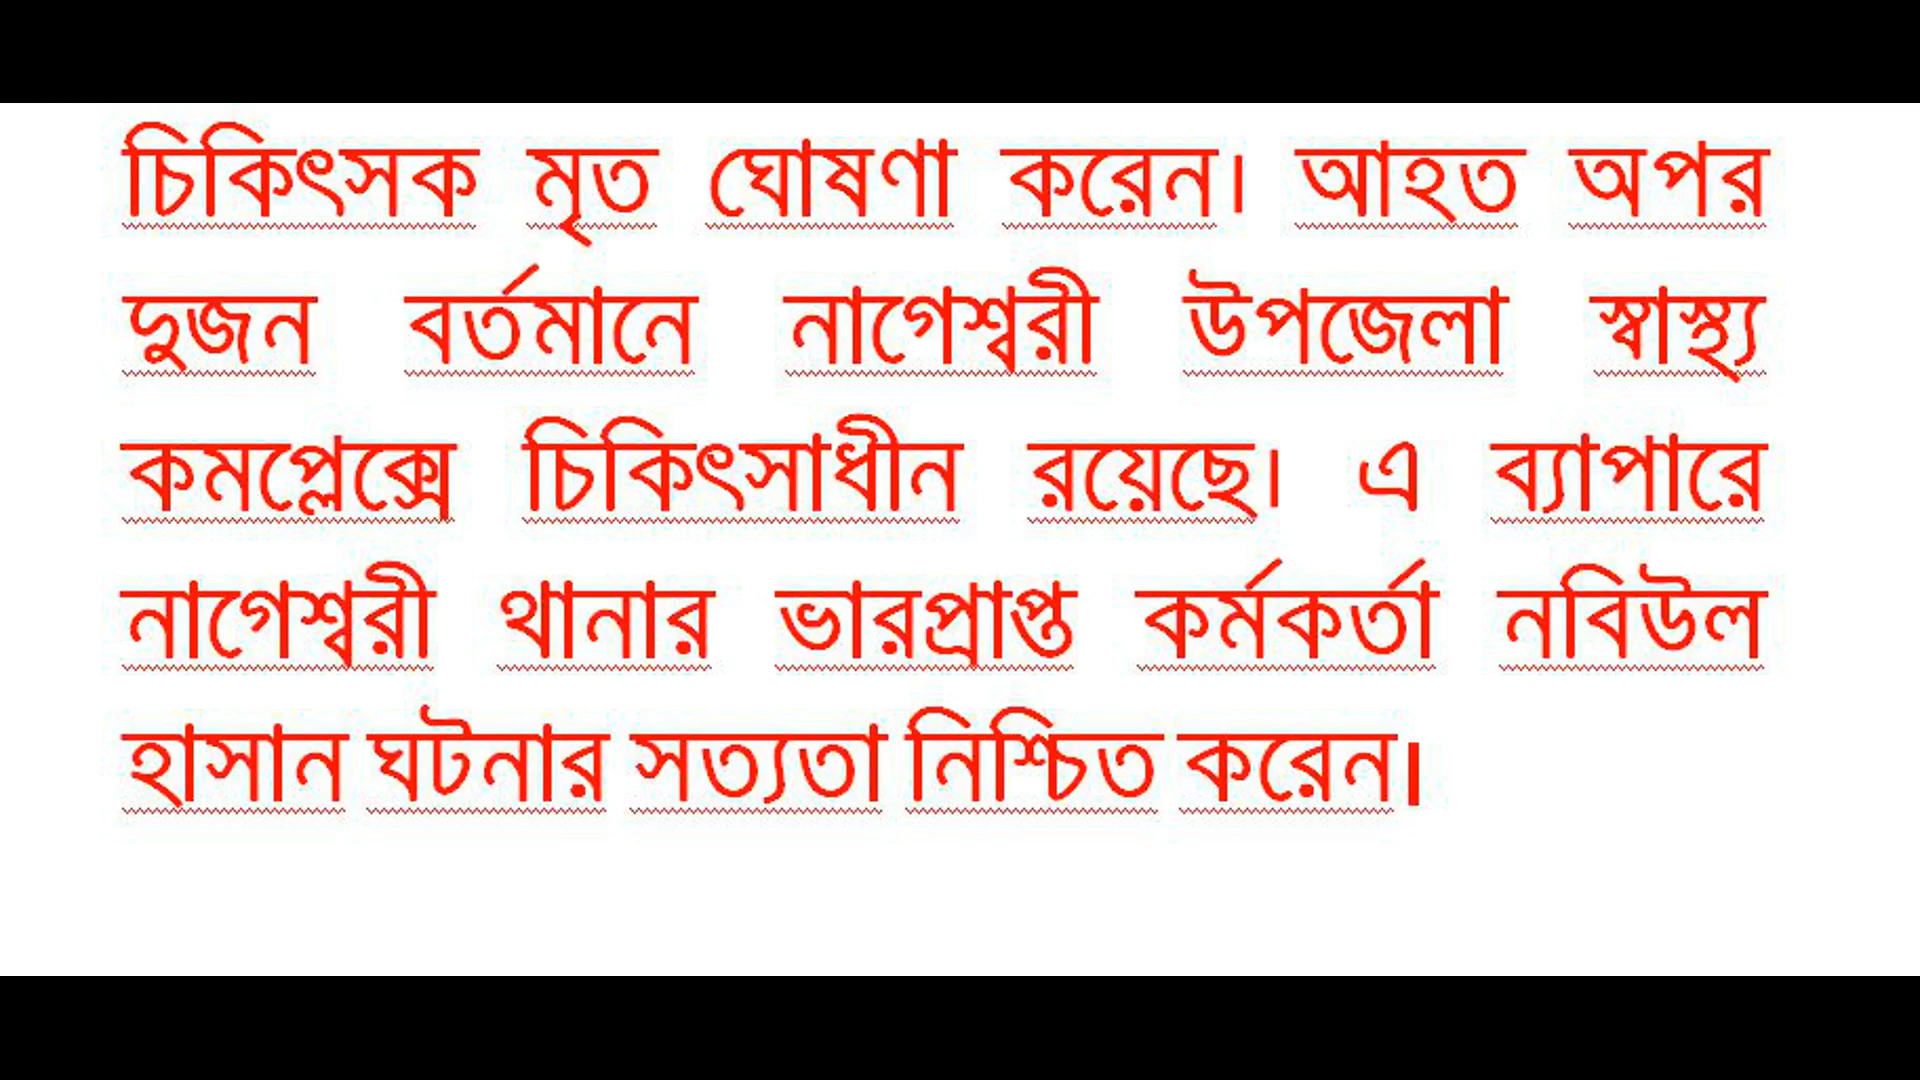 চিকিৎসক মৃত ঘোষণা করেন। আহত অপর
দুজন বর্তমানে নাগেশ্বরী উপজেলা স্বাস্থ্য
কমপ্লেক্সে চিকিৎসাধীন রয়েছে। এ ব্যাপারে
নাগেশ্বরী থানার ভারপ্রাপ্ত কর্মকর্তা নবিউল
হাসান ঘটনার সত্যতা নিশ্চিত করেন।